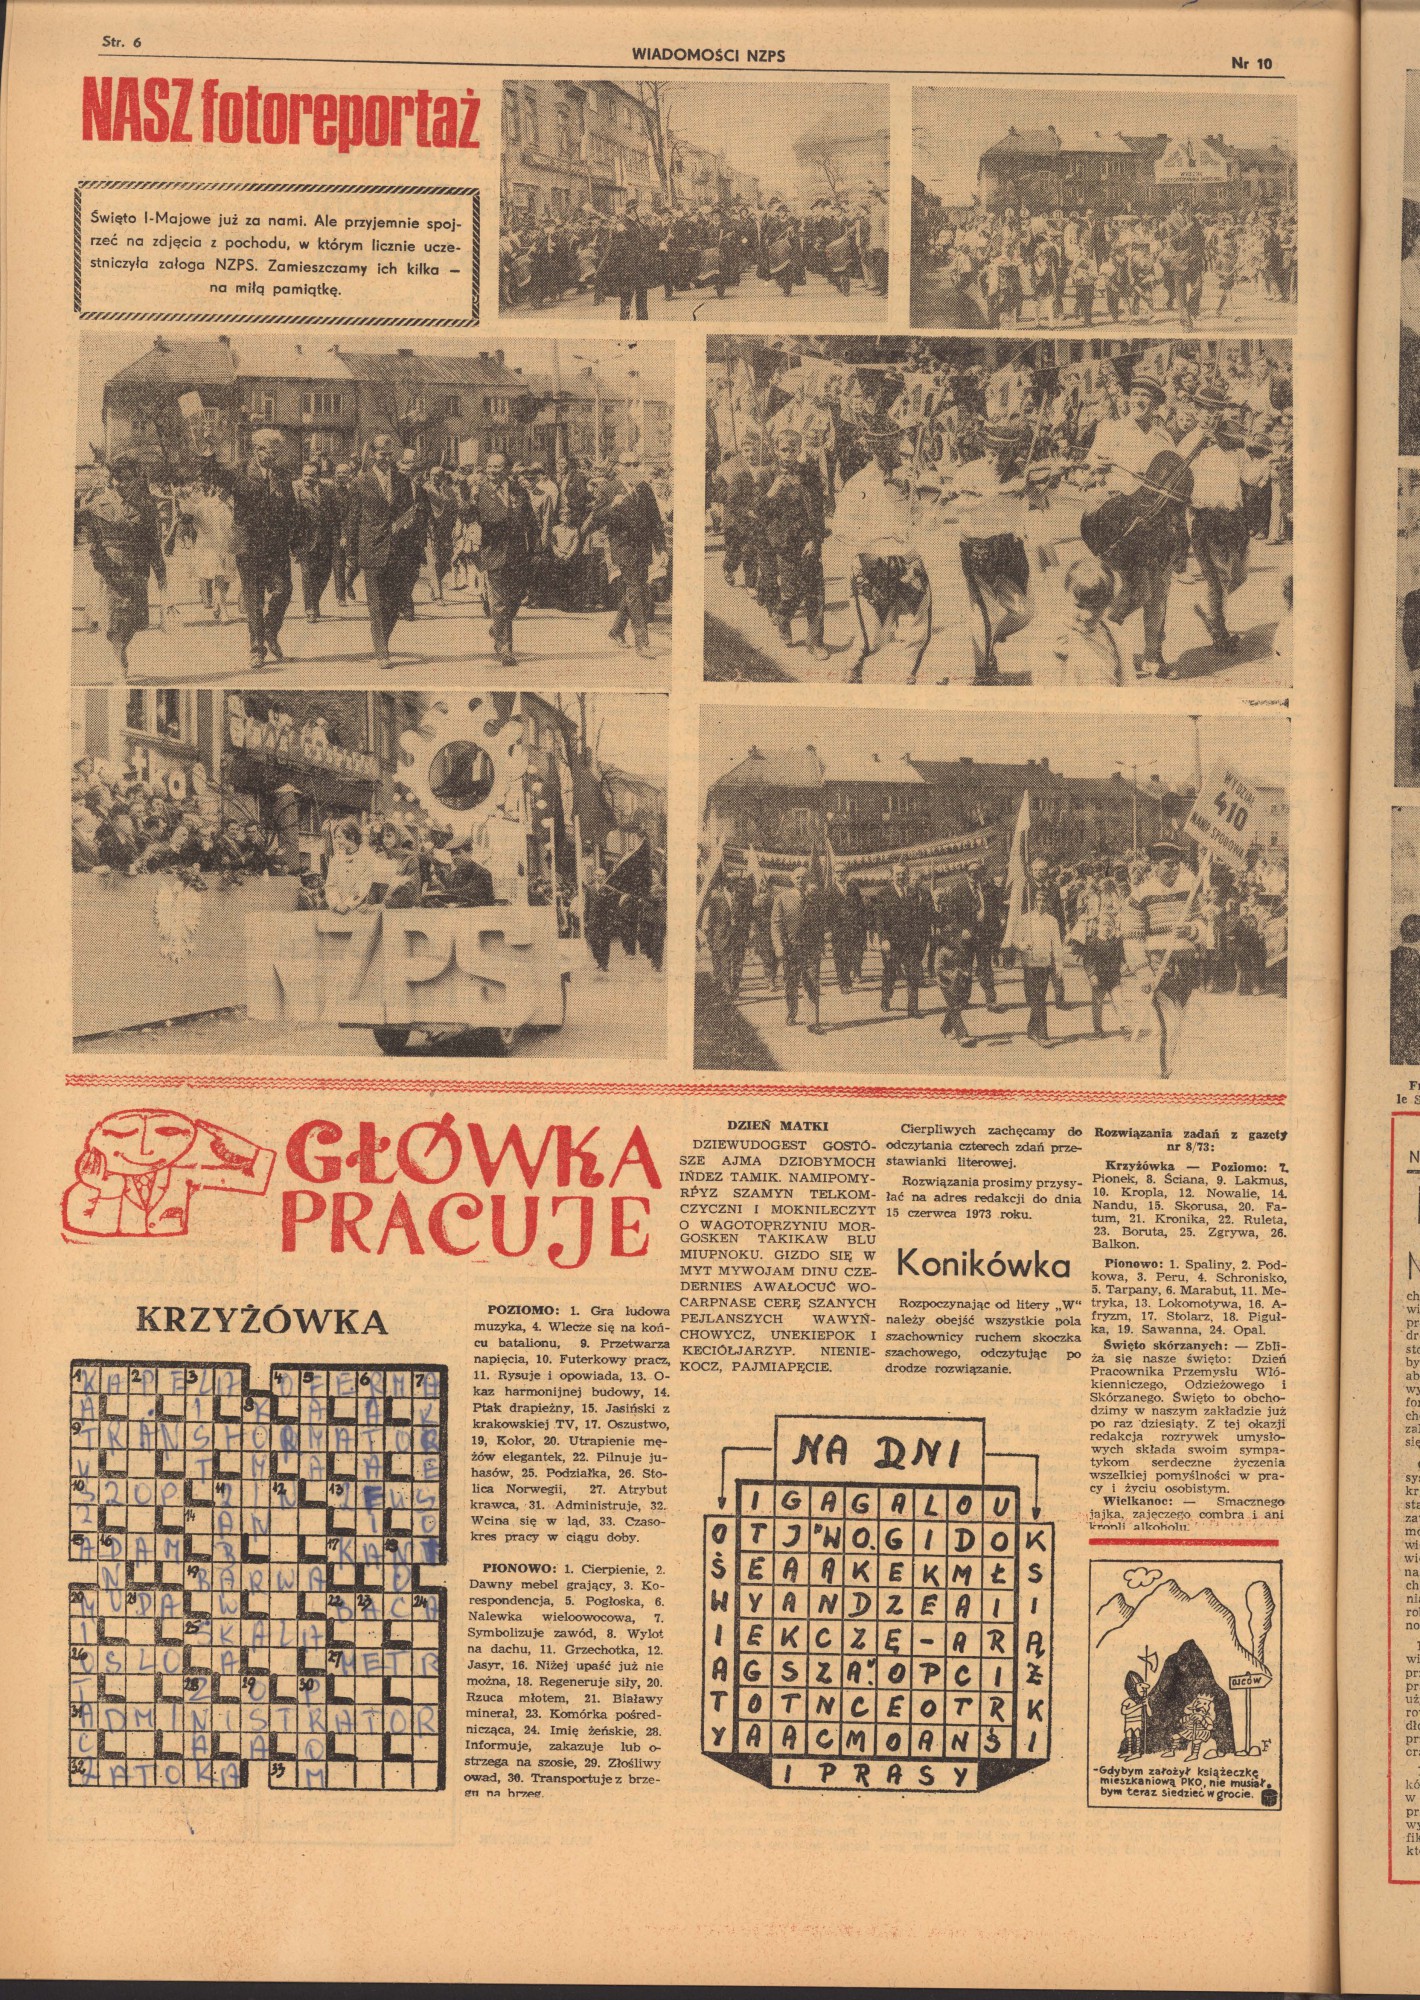 Str. 6
WIADOMOŚCI NZPS
Nr 10
NASZ fotoreportaż
Święto I-Majowe już za nami. Ale przyjemnie spoj-
rzeć na zdjęcia z pochodu, w którym licznie ucze-
stniczyła załoga NZPS. Zamieszczamy ich kilka —
na miłą pamiątkę.
NZPS
WYDZIAŁ
410
GŁÓWKA
PRACUJE
KRZYŻÓWKA
POZIOMO: 1. Gra ludowa
muzyka, 4. Wlecze się na koń-
cu batalionu, 9. Przetwarza
napięcia, 10. Futerkowy pracz,
11. Rysuje i opowiada, 13. O-
kaz harmonijnej budowy, 14.
Ptak drapieżny, 15. Jasiński z
krakowskiej TV, 17. Oszustwo,
19, Kolor, 20. Utrapienie mę-
żów elegantek, 22. Pilnuje ju-
hasów, 25. Podziałka, 26. Sto-
lica Norwegii, 27. Atrybut
krawca, 31. Administruje, 32.
Wcina się w ląd, 33. Czaso-
kres pracy w ciągu doby.
PIONOWO: 1. Cierpienie, 2.
Dawny mebel grający, 3. Ko-
respondencja, 5. Pogłoska, 6.
Nalewka wieloowocowa, 7.
Symbolizuje zawód, 8. Wylot
na dachu, 11. Grzechotka, 12.
Jasyr, 16. Niżej upaść już nie
można, 18. Regeneruje siły, 20.
Rzuca młotem, 21. Białawy
minerał, 23. Komórka pośred-
nicząca, 24. Imię żeńskie, 28.
Informuje, zakazuje lub o-
strzega na szosie, 29. Złośliwy
owad, 30. Transportuje z brze-
gu na brzeg.
DZIEŃ MATKI
DZIEWUDOGEST GOSTÓ-
SZE AJMA DZIOBYMOCH
IŃDEZ TAMIK. NAMIPOMY-
RPYZ SZAMYN TELKOM-
CZYCZNI I MOKNILECZYT
O WAGOTOPRZYNIU MOR-
GOSKEN TAKIKAW BLU
MIUPNOKU. GIZDO SIĘ W
MYT MYWOJAM DINU CZE-
DERNIES AWAŁOCUĆ WO-
CARPNASE CERĘ SZANYCH
PEJLANSZYCH WAWYŃ-
CHOWYCZ, UNEKIEPOK I
KECIÓŁJARZYP. NIENIE-
KOCZ, PAJMIAPĘCIE.
Cierpliwych zachęcamy do
odczytania czterech zdań prze-
stawianki literowej.
Rozwiązania prosimy przysy-
łać na adres redakcji do dnia
15 czerwca 1973 roku.
Konikówka
Rozpoczynając od litery „W"
należy obejść wszystkie pola
szachownicy ruchem skoczka
szachowego, odczytując po
drodze rozwiązanie.
NA DNI
OŚWIATY
KSIĄŻKI
I G A G A L O U
T J "W O. G I D O
E A A K E K M Ł
Y A N D Z E A I
E K C Z Ę - A R
G S Z A". O P C I
O T N C E O T R
A A C M O A N Ś
I PRASY
Rozwiązania zadań z gazety
nr 8/73:
Krzyżówka — Poziomo: 7.
Pionek, 8. Ściana, 9. Lakmus,
10. Kropla, 12. Nowalie, 14.
Nandu, 15. Skorusa, 20. Fa-
tum, 21. Kronika, 22. Ruleta,
23. Boruta, 25. Zgrywa, 26.
Balkon.
Pionowo: 1. Spaliny, 2. Pod-
kowa, 3. Peru, 4. Schronisko,
5. Tarpany, 6. Marabut, 11. Me-
tryka, 13. Lokomotywa, 16. A-
fryzm, 17. Stolarz, 18. Piguł-
ka, 19. Sawanna, 24. Opal.
Święto skórzanych: — Zbli-
ża się nasze święto: Dzień
Pracownika Przemysłu Włó-
kienniczego, Odzieżowego i
Skórzanego. Święto to obcho-
dzimy w naszym zakładzie już
po raz dziesiąty. Z tej okazji
redakcja rozrywek umysło-
wych składa swoim sympa-
tykom serdeczne życzenia
wszelkiej pomyślności w pra-
cy i życiu osobistym.
Wielkanoc: — Smacznego
jajka, zajęczego combra i ani
kropli alkoholu.
OJCÓW
-Gdybym założył książeczkę
mieszkaniową PKO, nie musiał
bym teraz siedzieć w grocie.